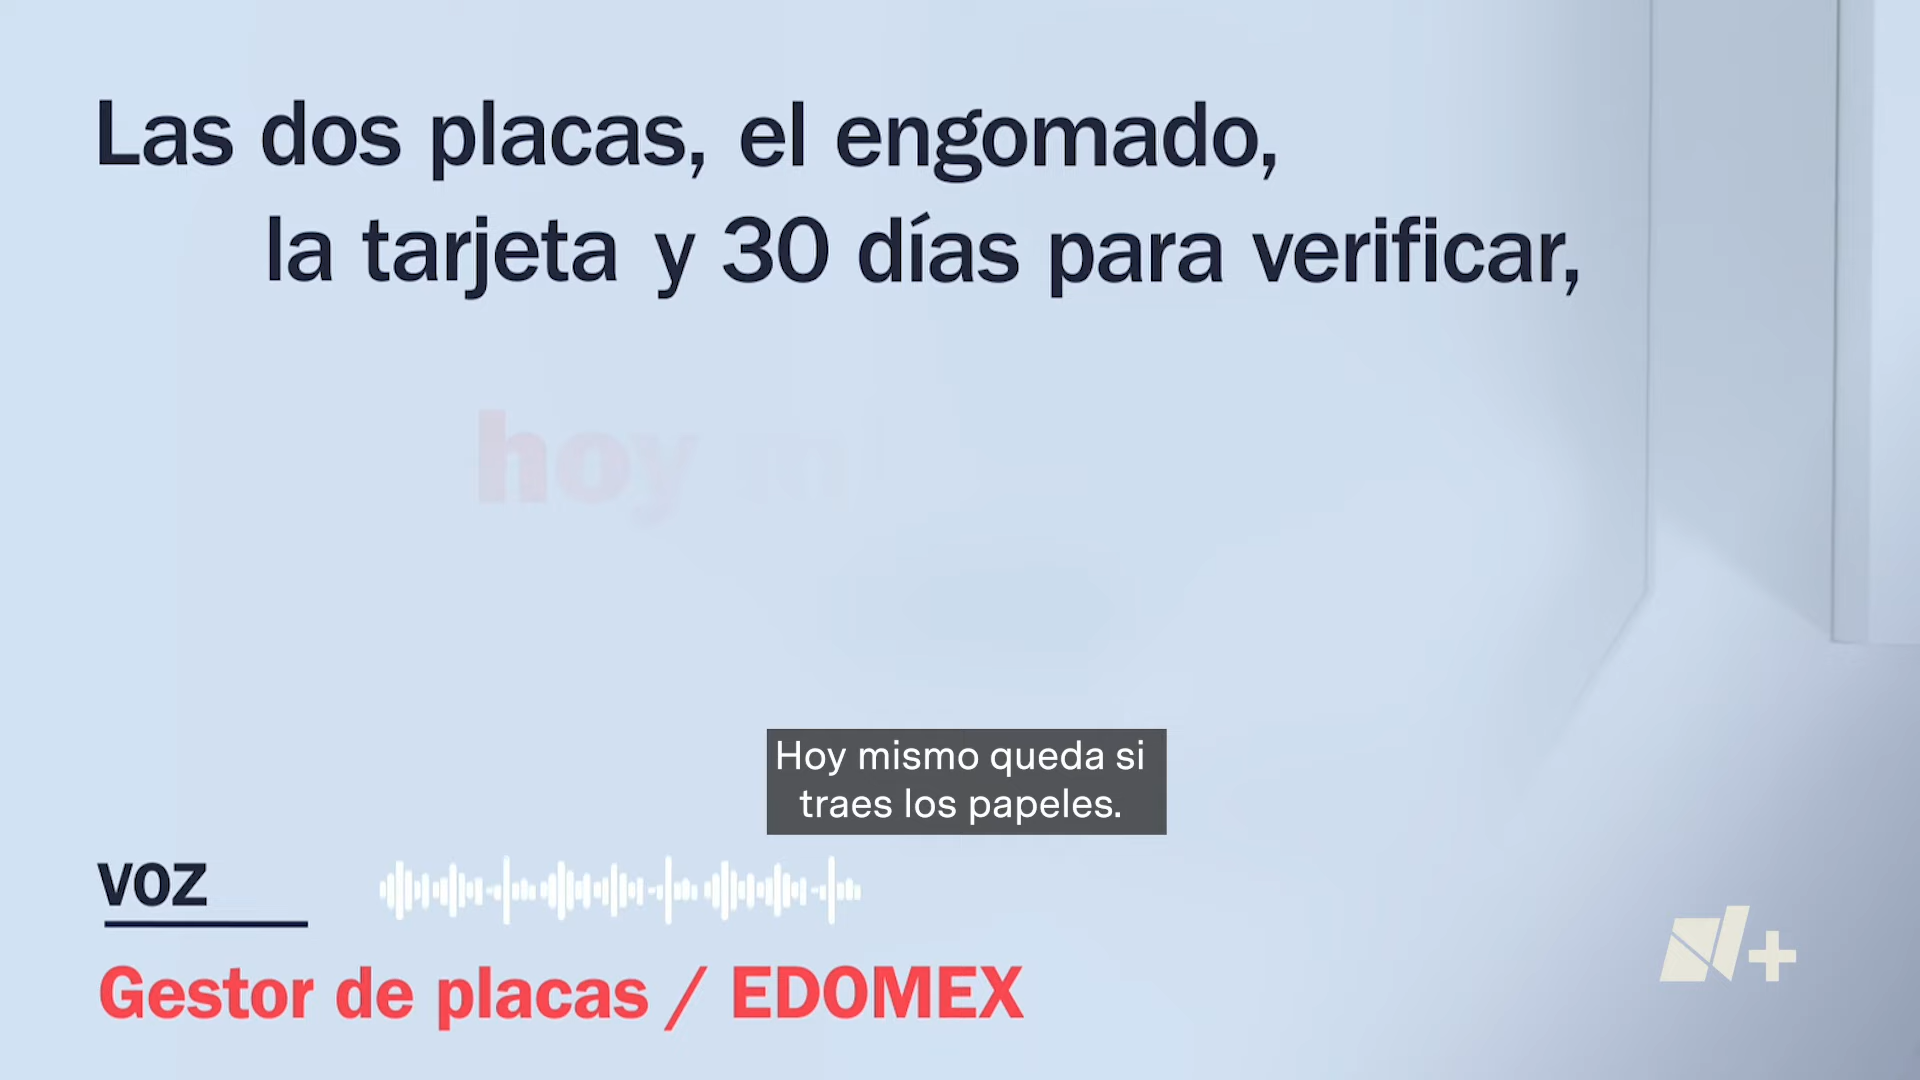 Las dos placas, el engomado,
la tarjeta y 30 días para verificar,
hoy
Hoy mismo queda si
traes los papeles.
VOZ
Gestor de placas / EDOMEX
N+